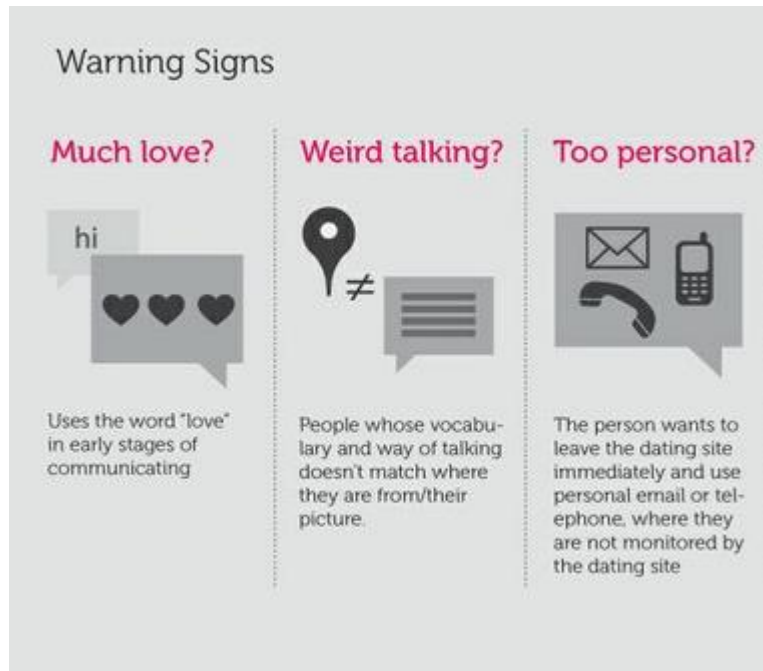 Warning Signs
Much love?
hi
Uses the word "love"
in early stages of
communicating
Weird talking?
≠
People whose vocabu-
lary and way of talking
doesn't match where
they are from/their
picture.
Too personal?
The person wants to
leave the dating site
immediately and use
personal email or tel-
ephone, where they
are not monitored by
the dating site